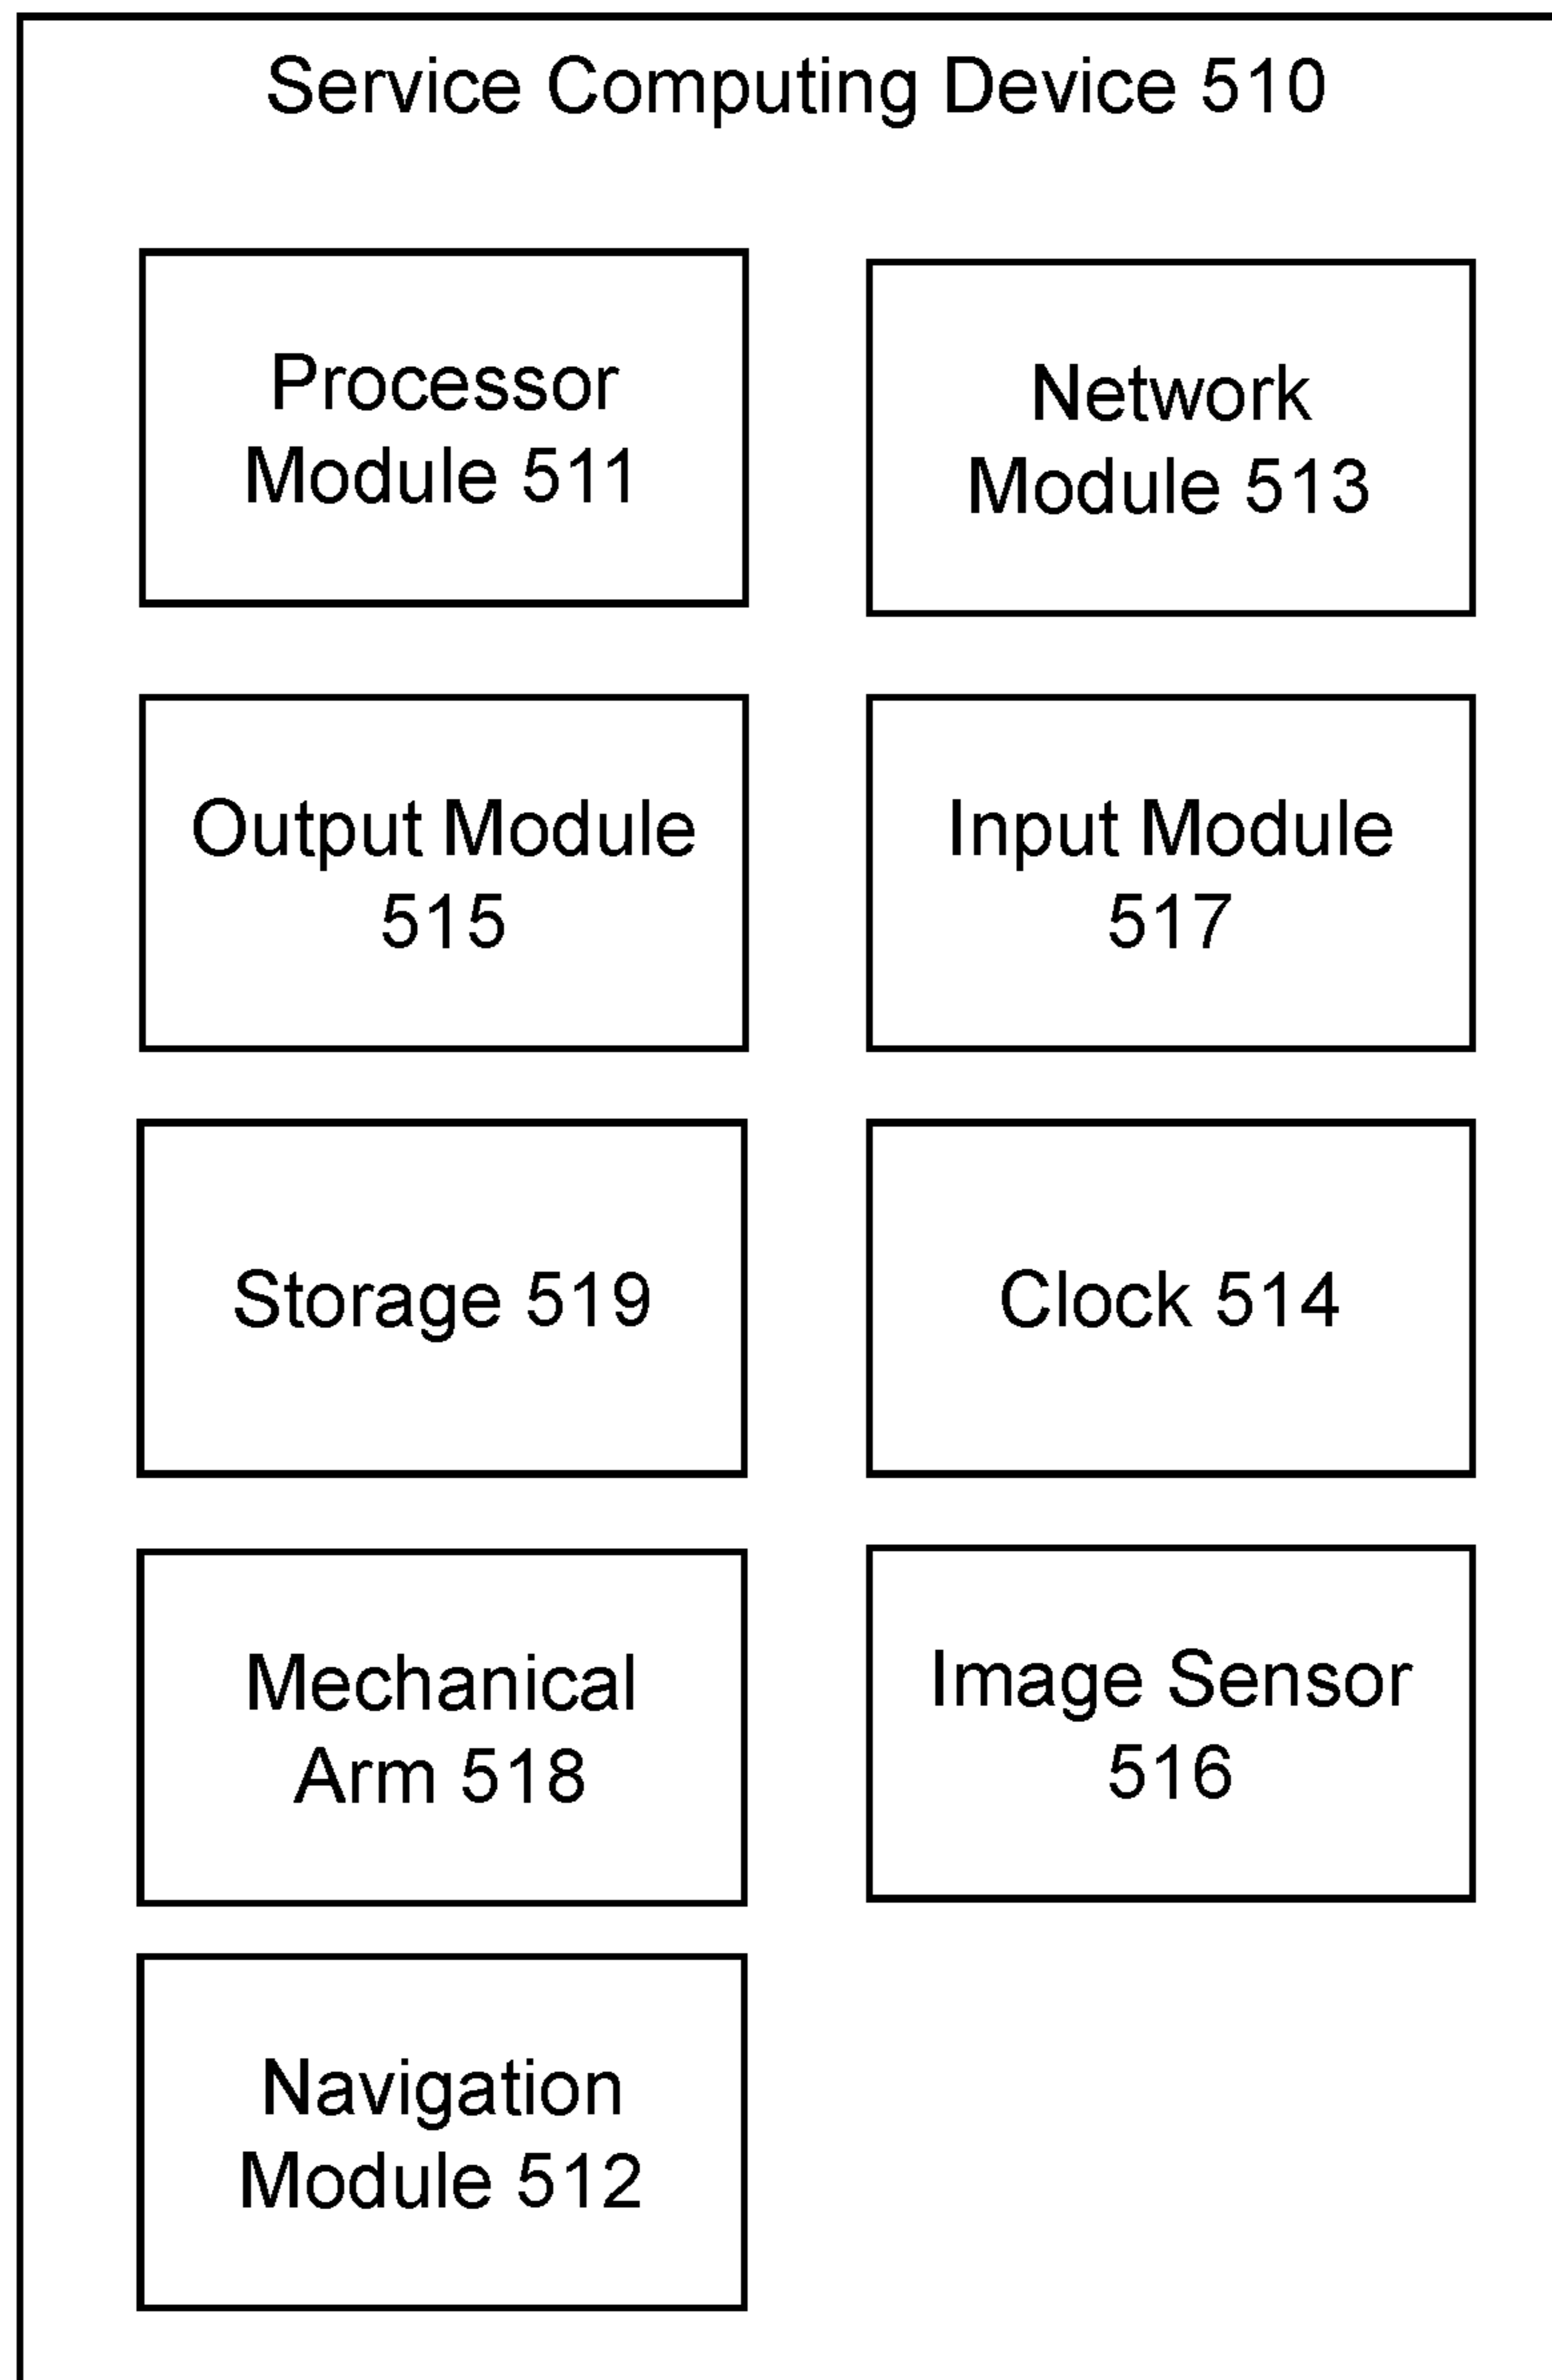 Service Computing Device 510
Processor
Module 511
Network
Module 513
Output Module
515
Input Module
517
Storage 519
Clock 514
Mechanical
Arm 518
Image Sensor
516
Navigation
Module 512